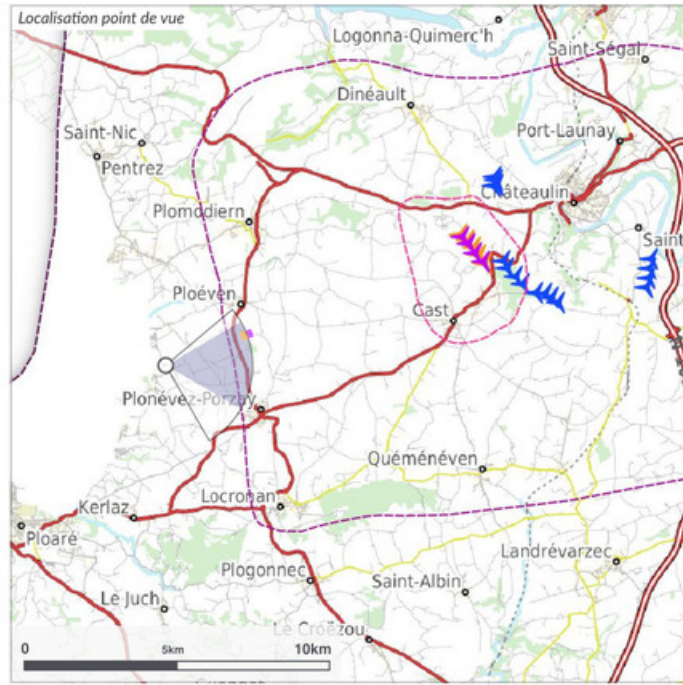 Localisation point de vue
Logonna-Quimerc'h
Saint-Ségal
Dinéault
Port-Launay
Saint-Nic
Pentrez
Châteaulin
Plomodiern
Saint
Ploéven
Cast
Plonévez-Porzay
Quéménéven
Locronan
Kerlaz
Ploaré
Landrévarzec
Plogonnec
Saint-Albin
Le Juch
Le Croëzou
0 5km 10km